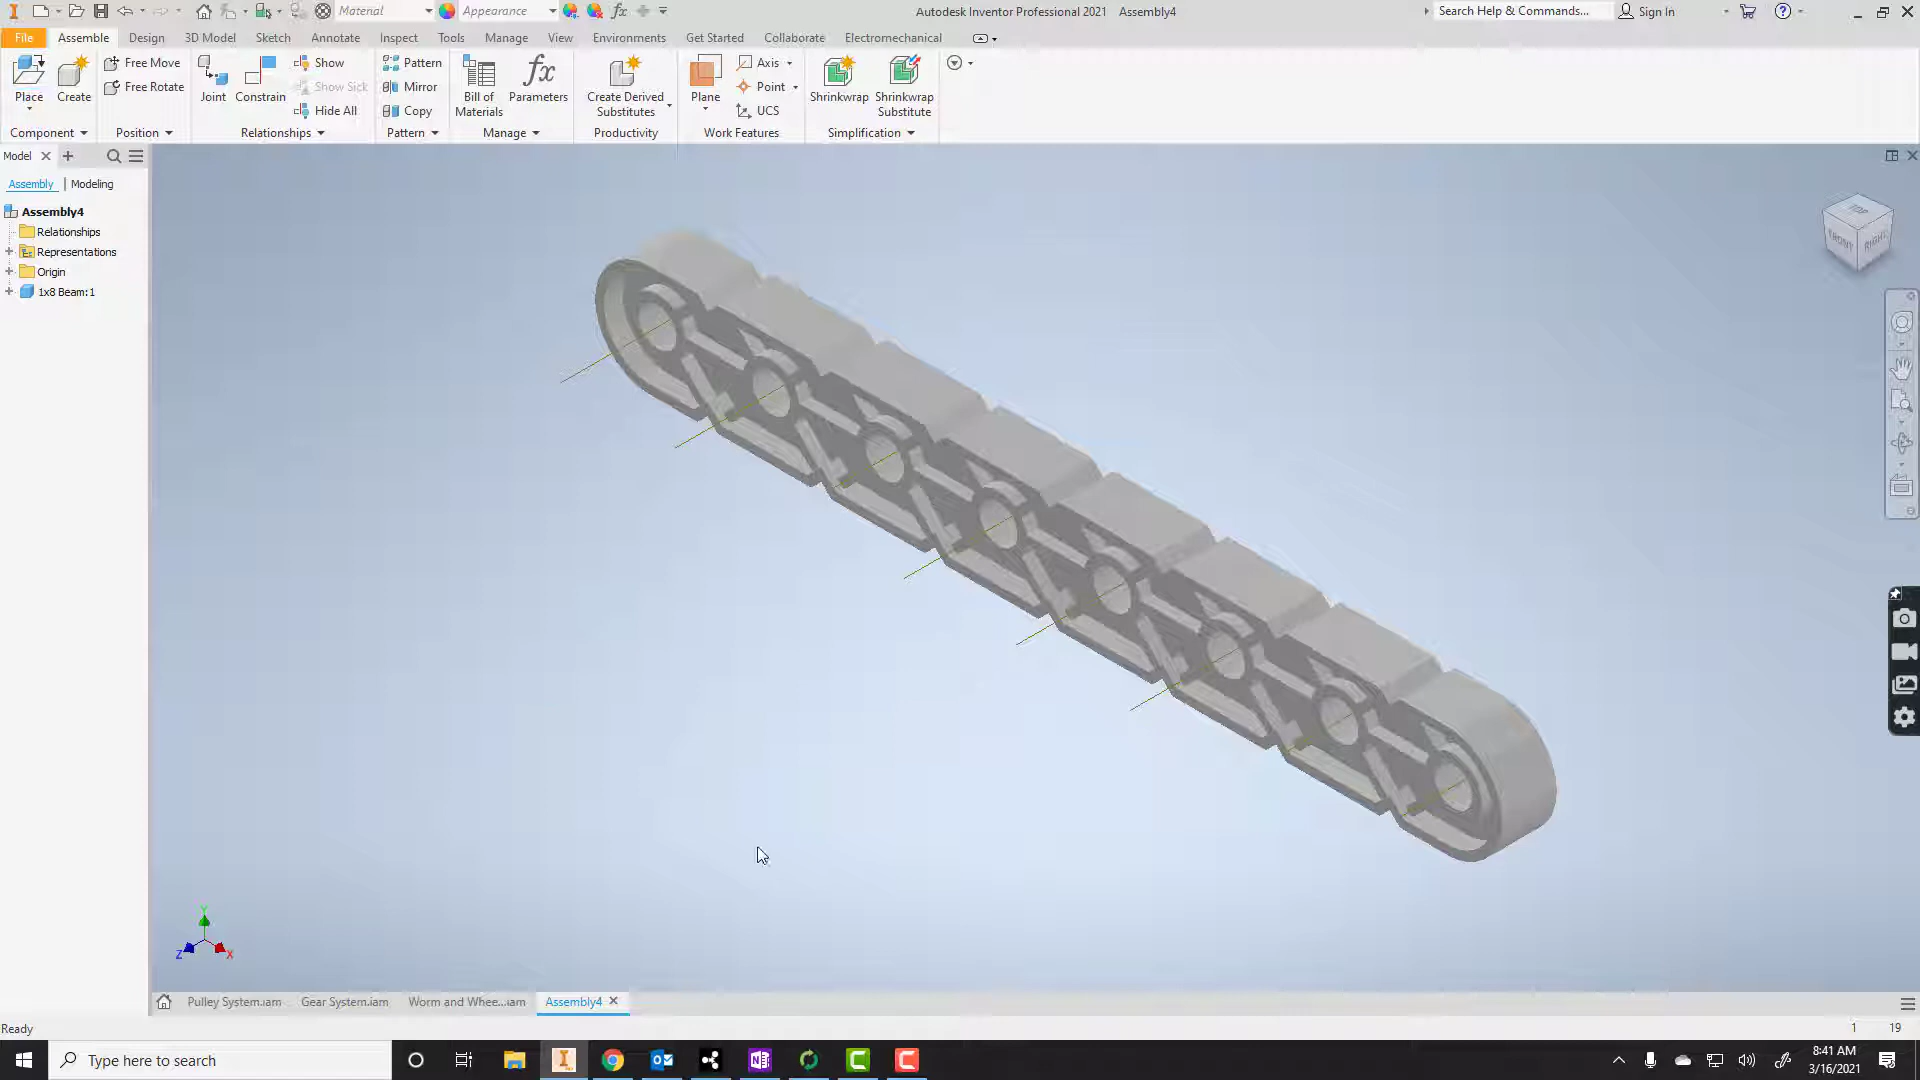 Material
Appearance
fx
Autodesk Inventor Professional 2021 Assembly4
Search Help & Commands...
Sign In
File Assemble Design 3D Model Sketch Annotate Inspect Tools Manage View Environments Get Started Collaborate Electromechanical
Place
Create
Free Move
Free Rotate
Joint
Constrain
Show
Show Sick
Hide All
Pattern
Mirror
Copy
Bill of
Materials
fx
Parameters
Create Derived
Substitutes
Plane
Axis
Point
UCS
Shrinkwrap
Shrinkwrap
Substitute
Component Position Relationships Pattern Manage Productivity Work Features Simplification
Model
Assembly Modeling
Assembly4
Relationships
Representations
Origin
1x8 Beam:1
TOP
FRONT
RIGHT
Y
Z
X
Pulley System.iam Gear System.iam Worm and Whee...iam Assembly4
Ready
1 19
Type here to search
8:41 AM
3/16/2021